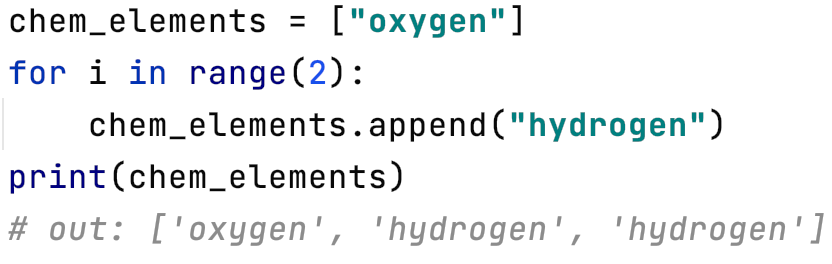 chem_elements = ["oxygen"]
for i in range(2):
    chem_elements.append("hydrogen")
print(chem_elements)
# out: ['oxygen', 'hydrogen', 'hydrogen']